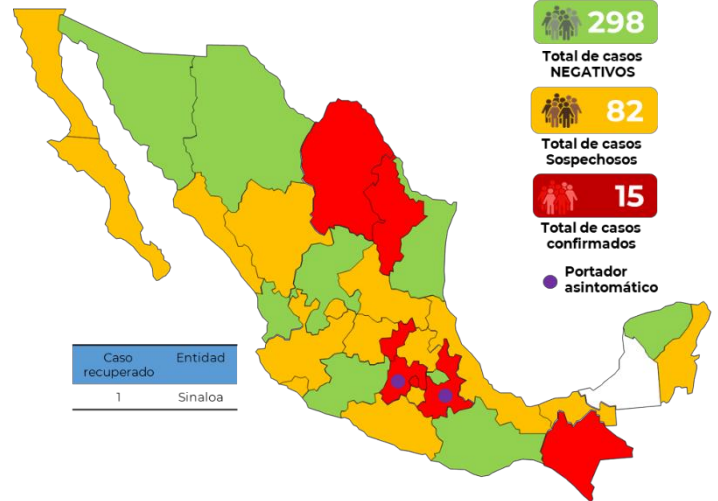 298
Total de casos
NEGATIVOS
82
Total de casos
Sospechosos
15
Total de casos
confirmados
Portador
asintomático
Caso
recuperado
Entidad
1
Sinaloa